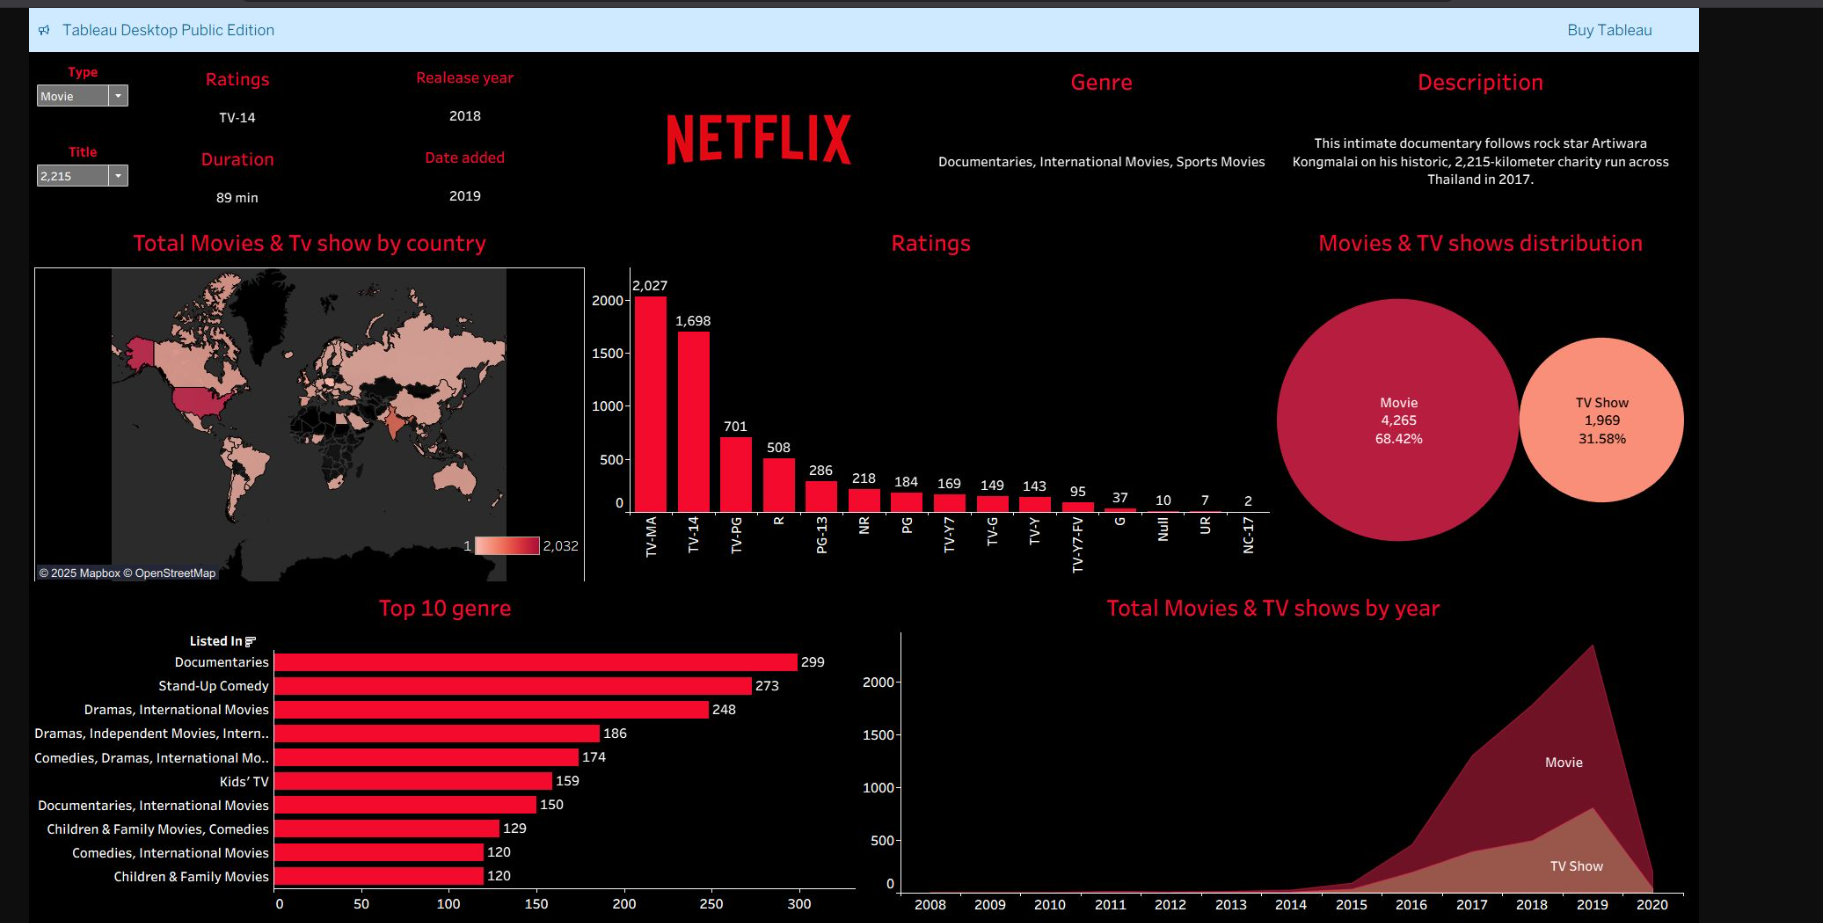 Tableau Desktop Public Edition
Buy Tableau
Type
Movie
Title
2,215
Ratings
TV-14
Duration
89 min
Realease year
2018
Date added
2019
NETFLIX
Genre
Documentaries, International Movies, Sports Movies
Descripition
This intimate documentary follows rock star Artiwara
Kongmalai on his historic, 2,215-kilometer charity run across
Thailand in 2017.
Total Movies & Tv show by country
1
2,032
© 2025 Mapbox © OpenStreetMap
Ratings
2000
1500
1000
500
0
2,027
1,698
701
508
286
218
184
169
149
143
95
37
10
7
2
TV-MA
TV-14
TV-PG
R
PG-13
NR
PG
TV-Y7
TV-G
TV-Y
TV-Y7-FV
G
Null
UR
NC-17
Movies & TV shows distribution
Movie
4,265
68.42%
TV Show
1,969
31.58%
Top 10 genre
Listed In
Documentaries 299
Stand-Up Comedy 273
Dramas, International Movies 248
Dramas, Independent Movies, Intern.. 186
Comedies, Dramas, International Mo.. 174
Kids' TV 159
Documentaries, International Movies 150
Children & Family Movies, Comedies 129
Comedies, International Movies 120
Children & Family Movies 120
0 50 100 150 200 250 300
Total Movies & TV shows by year
2000
1500
1000
500
0
Movie
TV Show
2008 2009 2010 2011 2012 2013 2014 2015 2016 2017 2018 2019 2020